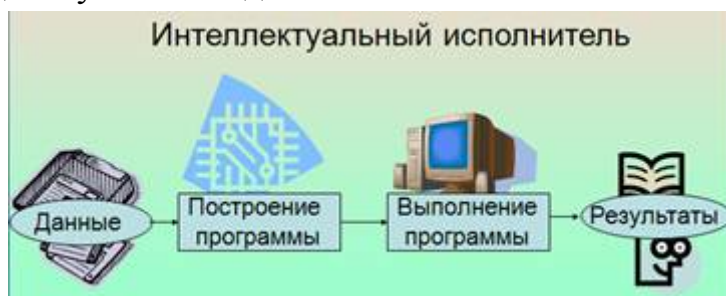 Интеллектуальный исполнитель
Данные
Построение
программы
Выполнение
программы
Результаты